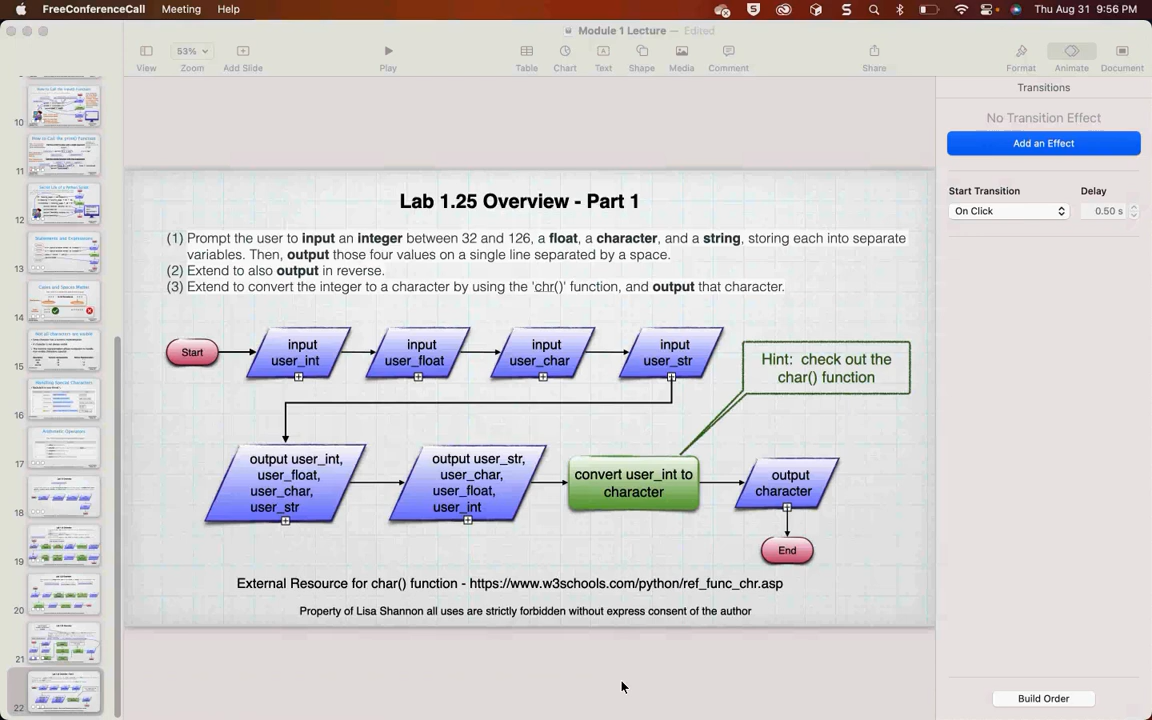 FreeConferenceCall Meeting Help Thu Aug 31 9:56 PM
Module 1 Lecture — Edited
53%
View Zoom Add Slide Play Table Chart Text Shape Media Comment Share Format Animate Document
Transitions
No Transition Effect
Add an Effect
Start Transition Delay
On Click 0.50 s
Build Order
10
11
12
13
14
15
16
17
18
19
20
21
22
Lab 1.25 Overview - Part 1
(1) Prompt the user to input an integer between 32 and 126, a float, a character, and a string, storing each into separate
variables. Then, output those four values on a single line separated by a space.
(2) Extend to also output in reverse.
(3) Extend to convert the integer to a character by using the 'chr()' function, and output that character.
Start
input
user_int
input
user_float
input
user_char
input
user_str
Hint: check out the
char() function
output user_int,
user_float,
user_char,
user_str
output user_str,
user_char,
user_float,
user_int
convert user_int to
character
output
character
End
External Resource for char() function - https://www.w3schools.com/python/ref_func_chr.asp
Property of Lisa Shannon all uses are strictly forbidden without express consent of the author